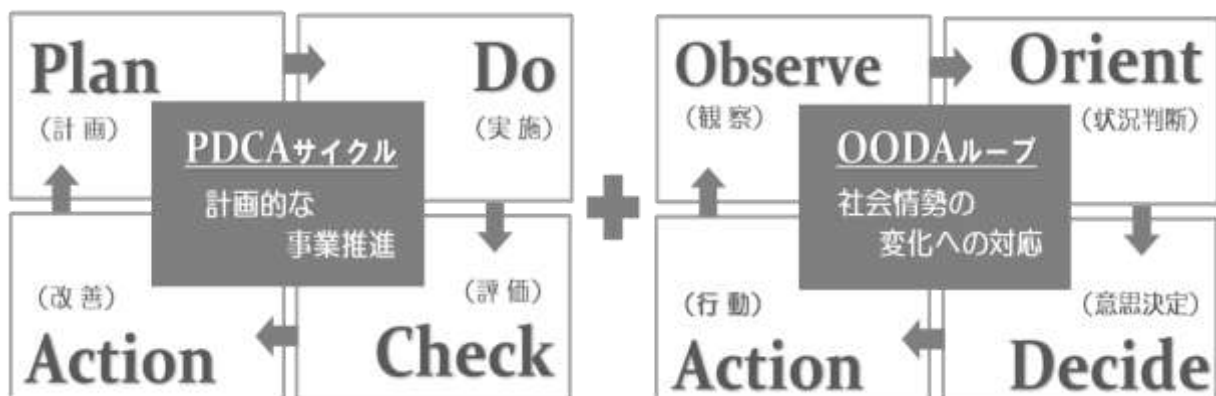 Plan
(計画)
Do
(実施)
PDCAサイクル
計画的な
事業推進
(改善)
Action
(評価)
Check
Observe
(観察)
Orient
(状況判断)
OODAループ
社会情勢の
変化への対応
(行動)
Action
(意思決定)
Decide